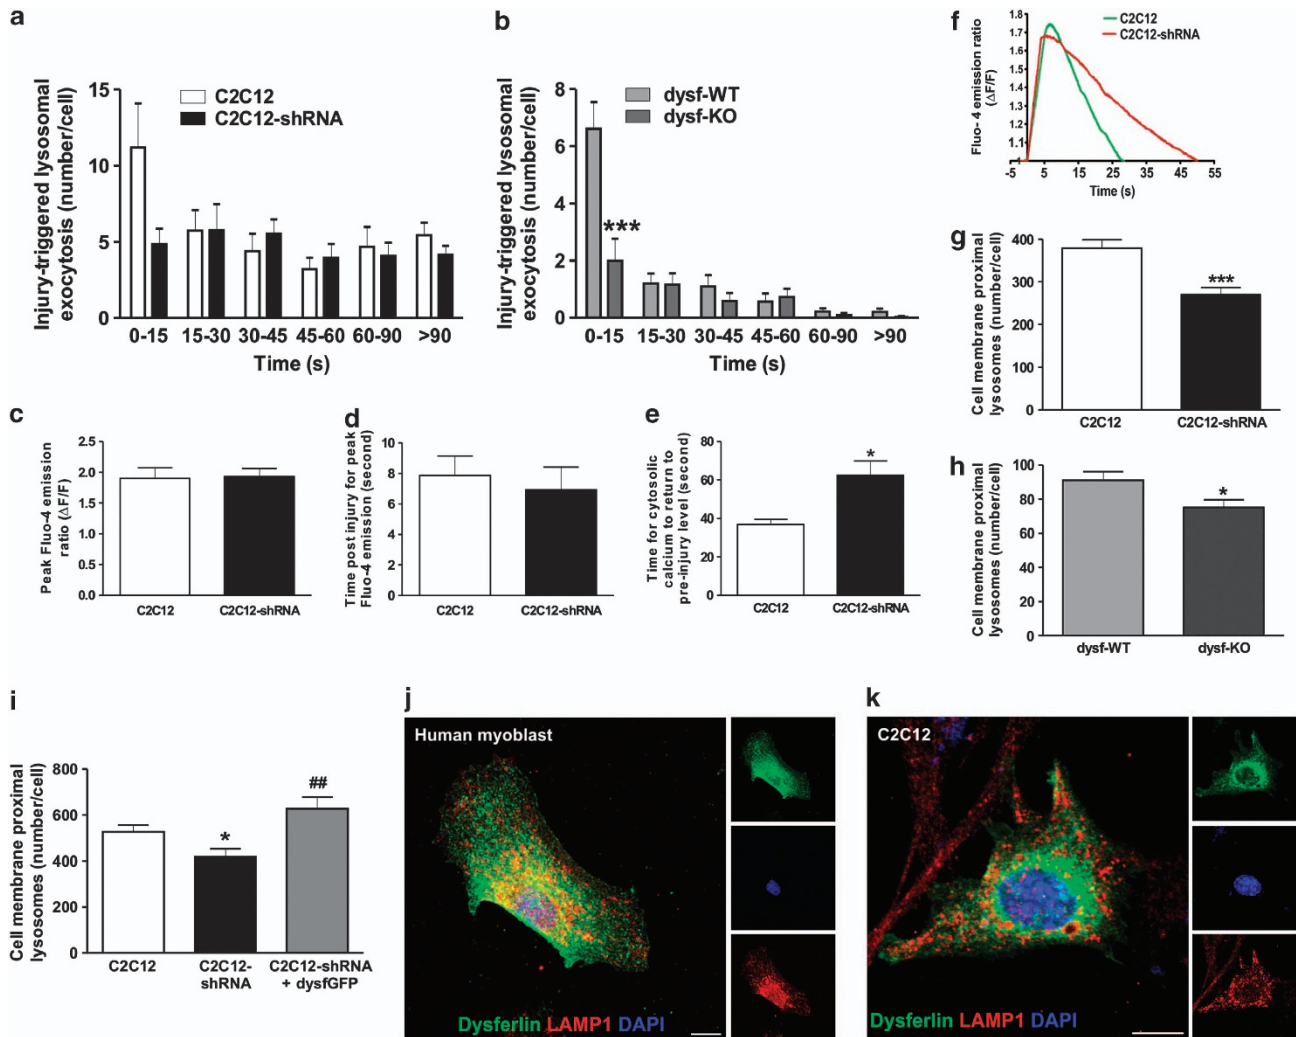 a
Injury-triggered lysosomal
exocytosis (number/cell)
15
10
5
0
C2C12
C2C12-shRNA
0-15 15-30 30-45 45-60 60-90 >90
Time (s)
b
Injury-triggered lysosomal
exocytosis (number/cell)
8
6
4
2
0
dysf-WT
dysf-KO
***
0-15 15-30 30-45 45-60 60-90 >90
Time (s)
f
Fluo- 4 emission ratio
(ΔF/F)
1.8
1.7
1.6
1.4
1.3
1.2
1.1
C2C12
C2C12-shRNA
-5 5 15 25 35 45 55
Time (s)
g
Cell membrane proximal
lysosomes (number/cell)
400
300
200
300
100
0
***
C2C12 C2C12-shRNA
c
Peak Fluo-4 emission
ratio (ΔF/F)
2.5
2.0
1.5
1.0
0.5
0.0
C2C12 C2C12-shRNA
d
Time post injury for peak
Fluo-4 emission (second)
10
8
6
4
2
0
C2C12 C2C12-shRNA
e
Time for cytosolic
calcium to return to
pre-injury level (second)
80
60
40
20
0
*
C2C12 C2C12-shRNA
h
Cell membrane proximal
lysosomes (number/cell)
100
80
60
40
20
0
*
dysf-WT dysf-KO
i
Cell membrane proximal
lysosomes (number/cell)
800
600
400
200
0
*
##
C2C12 C2C12-shRNA C2C12-shRNA
+ dysfGFP
j
Human myoblast
Dysferlin LAMP1 DAPI
k
C2C12
Dysferlin LAMP1 DAPI